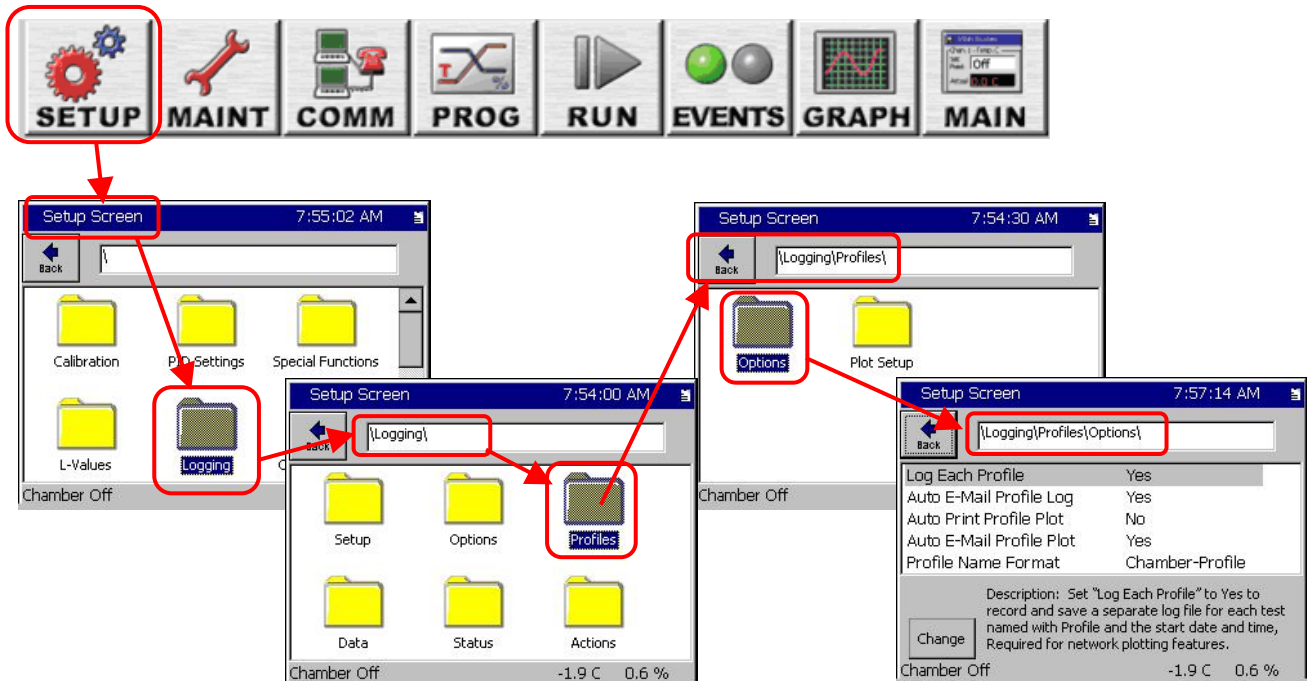 SETUP MAINT COMM PROG RUN EVENTS GRAPH MAIN
T %
Off
Setup Screen 7:55:02 AM
Back \
Calibration PID Settings Special Functions
L-Values Logging
Chamber Off
Setup Screen 7:54:00 AM
Back \Logging\
Setup Options Profiles
Data Status Actions
Chamber Off -1.9 C 0.6 %
Setup Screen 7:54:30 AM
Back \Logging\Profiles\
Options Plot Setup
Chamber Off
Setup Screen 7:57:14 AM
Back \Logging\Profiles\Options\
Log Each Profile Yes
Auto E-Mail Profile Log Yes
Auto Print Profile Plot No
Auto E-Mail Profile Plot Yes
Profile Name Format Chamber-Profile
Description: Set "Log Each Profile" to Yes to
record and save a separate log file for each test
named with Profile and the start date and time,
Required for network plotting features.
Change
Chamber Off -1.9 C 0.6 %